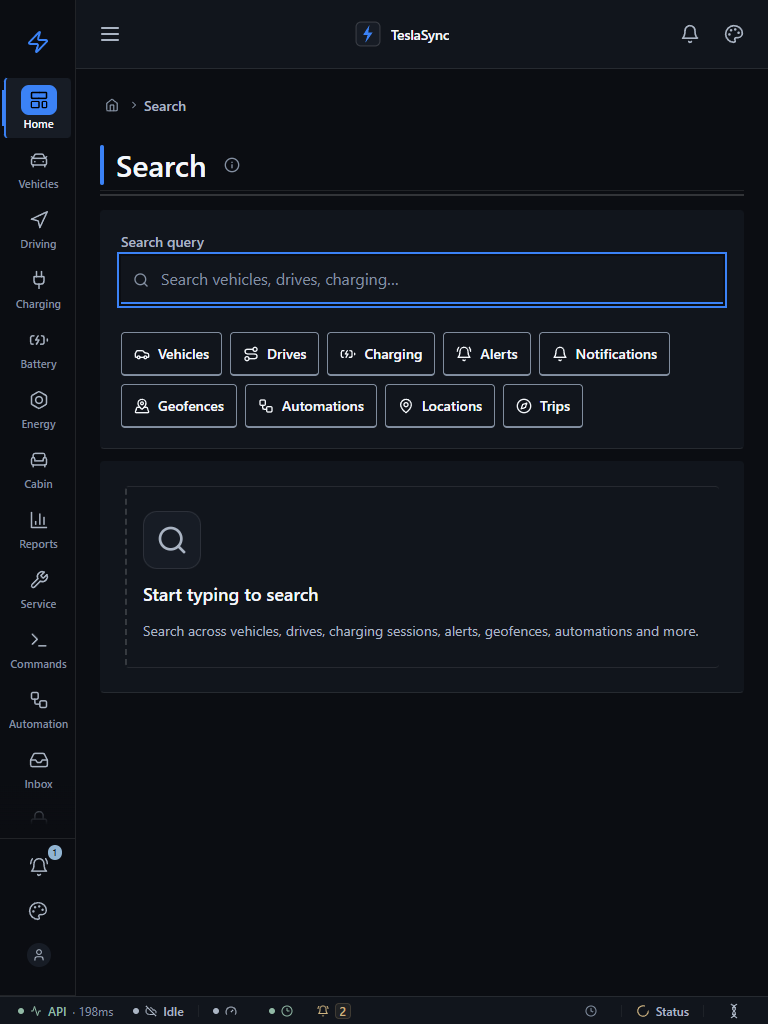 TeslaSync
Home
Vehicles
Driving
Charging
Battery
Energy
Cabin
Reports
Service
Commands
Automation
Inbox
1
Search
Search
Search query
Search vehicles, drives, charging...
Vehicles Drives Charging Alerts Notifications
Geofences Automations Locations Trips
Start typing to search
Search across vehicles, drives, charging sessions, alerts, geofences, automations and more.
API · 198ms Idle 2 Status